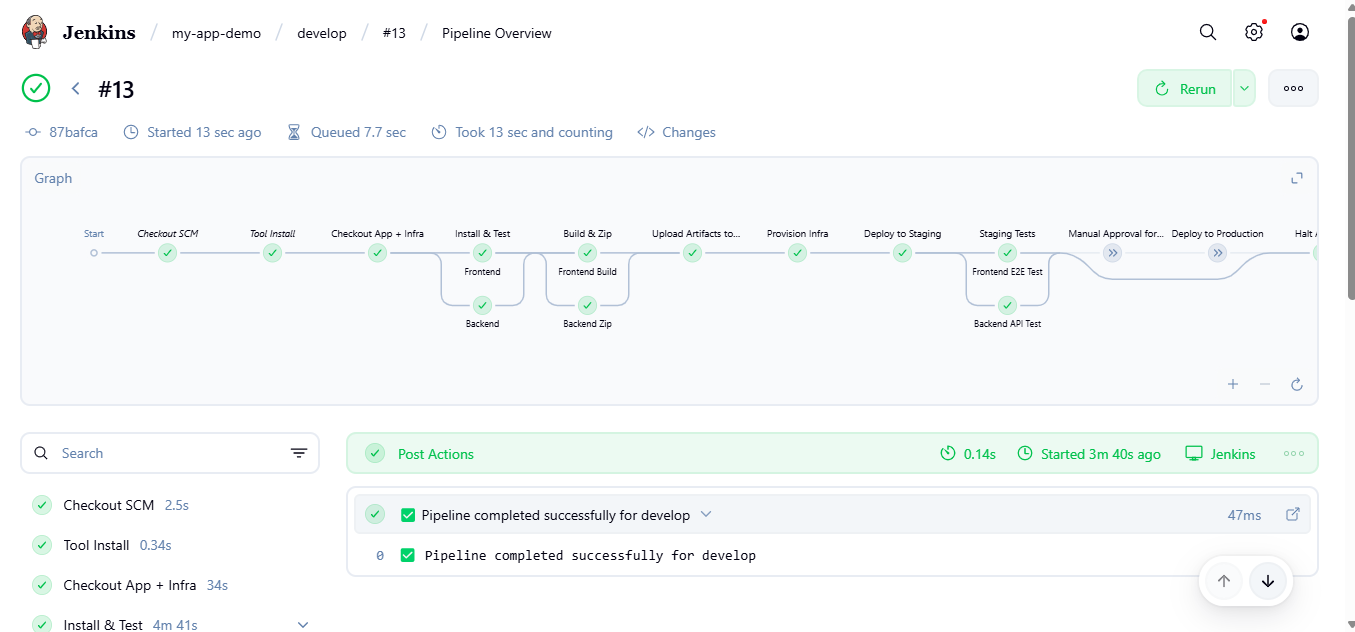 Jenkins / my-app-demo / develop / #13 / Pipeline Overview
#13
Rerun
87bafca Started 13 sec ago Queued 7.7 sec Took 13 sec and counting </> Changes
Graph
Start Checkout SCM Tool Install Checkout App + Infra Install & Test Build & Zip Upload Artifacts to... Provision Infra Deploy to Staging Staging Tests Manual Approval for... Deploy to Production Halt
Frontend Frontend Build Frontend E2E Test
Backend Backend Zip Backend API Test
Search
Post Actions 0.14s Started 3m 40s ago Jenkins
Checkout SCM 2.5s
Pipeline completed successfully for develop 47ms
Tool Install 0.34s
0 Pipeline completed successfully for develop
Checkout App + Infra 34s
Install & Test 4m 41s